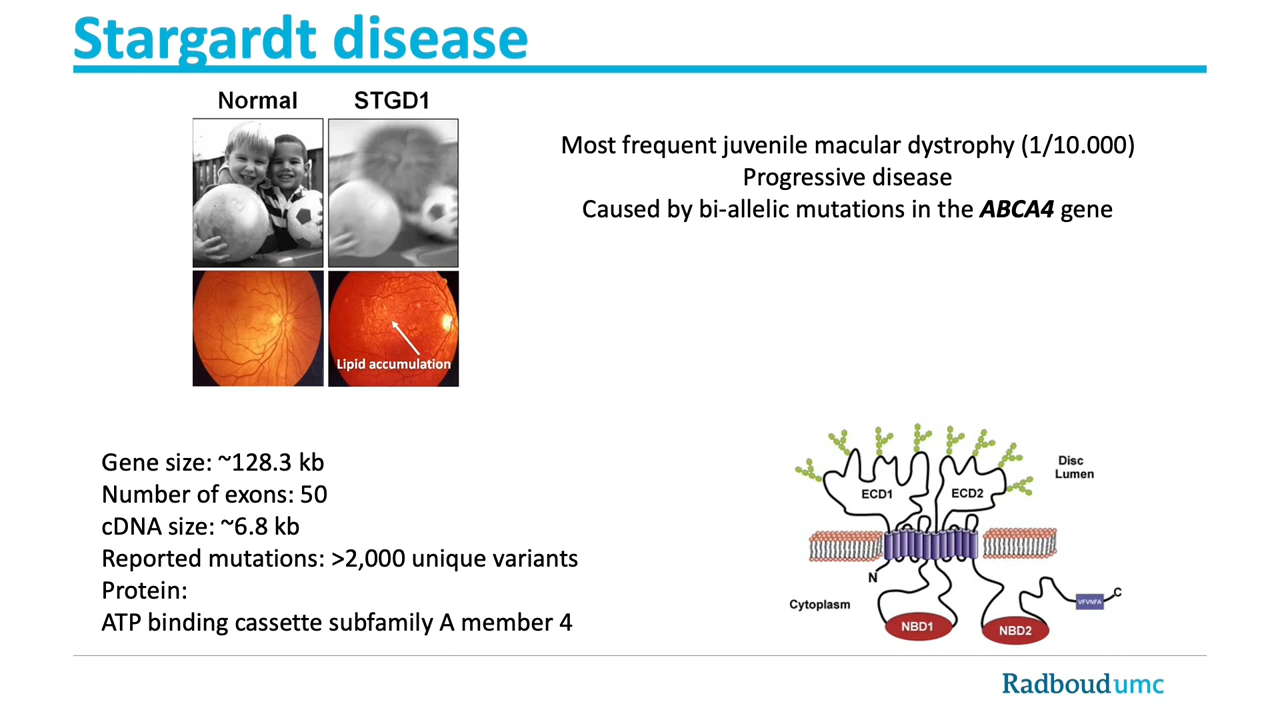 Stargardt disease
Normal
STGD1
Lipid accumulation
Most frequent juvenile macular dystrophy (1/10.000)
Progressive disease
Caused by bi-allelic mutations in the ABCA4 gene
Gene size: ~128.3 kb
Number of exons: 50
cDNA size: ~6.8 kb
Reported mutations: >2,000 unique variants
Protein:
ATP binding cassette subfamily A member 4
ECD1
ECD2
Disc
Lumen
N
C
Cytoplasm
VFVNFA
NBD1
NBD2
Radboudumc